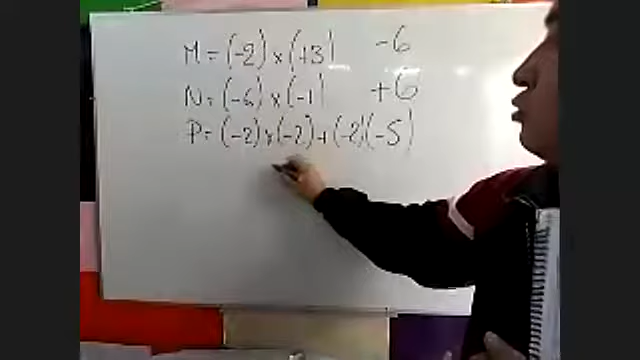 M = (-2) x (+3) -6
N = (-6) x (-1) +6
P = (-2) x (-2) + (-2)(-5)